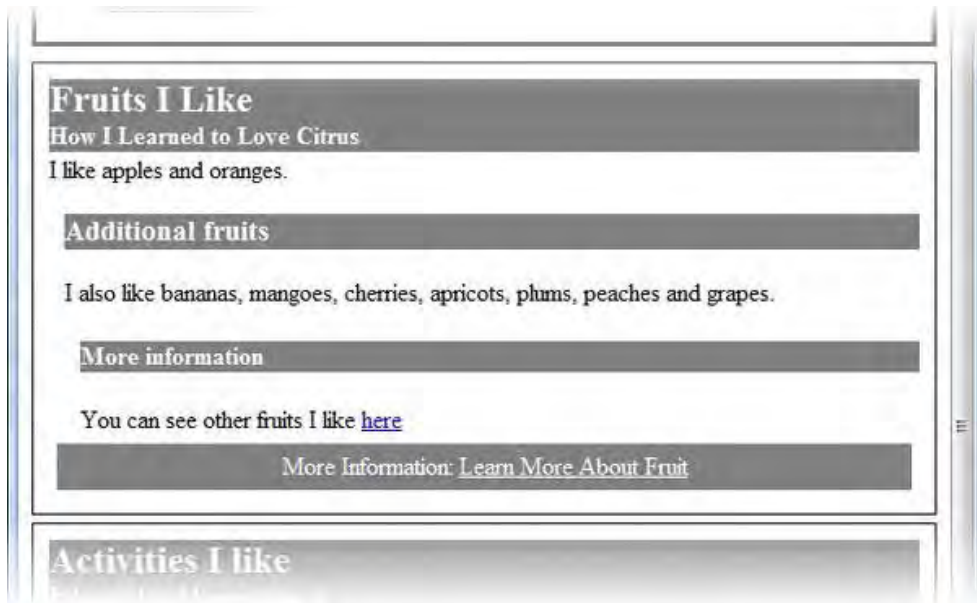 Fruits I Like
How I Learned to Love Citrus
I like apples and oranges.
Additional fruits
I also like bananas, mangoes, cherries, apricots, plums, peaches and grapes.
More information
You can see other fruits I like here
More Information: Learn More About Fruit
Activities I like